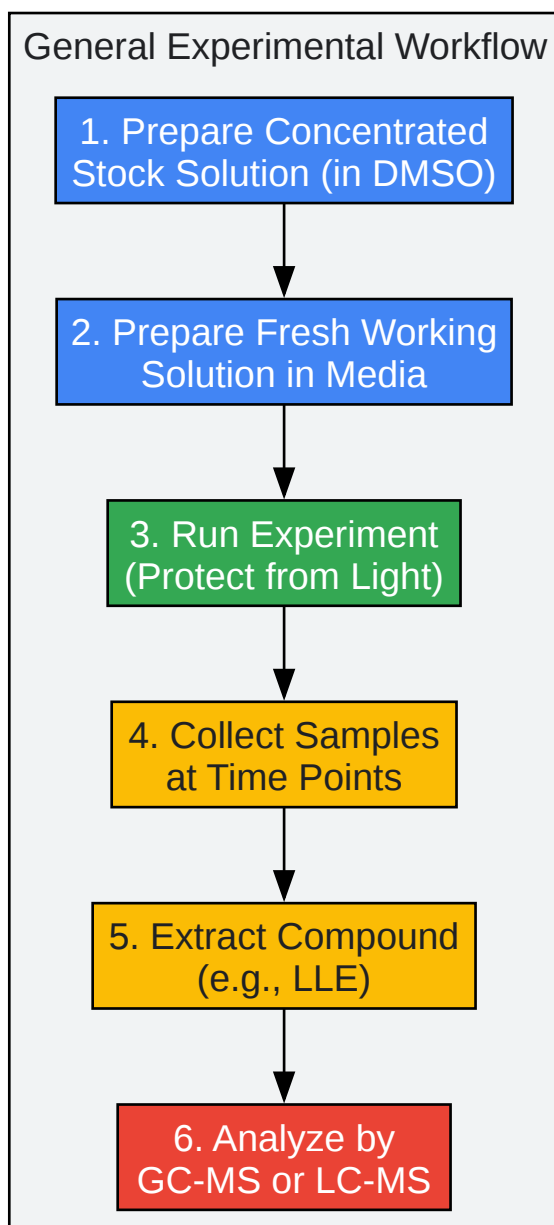 General Experimental Workflow
1. Prepare Concentrated
Stock Solution (in DMSO)
2. Prepare Fresh Working
Solution in Media
3. Run Experiment
(Protect from Light)
4. Collect Samples
at Time Points
5. Extract Compound
(e.g., LLE)
6. Analyze by
GC-MS or LC-MS